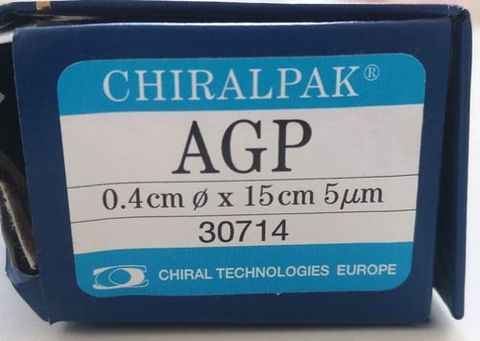 CHIRALPAK®
AGP
0.4cm ø x 15cm 5µm
30714
CHIRAL TECHNOLOGIES EUROPE